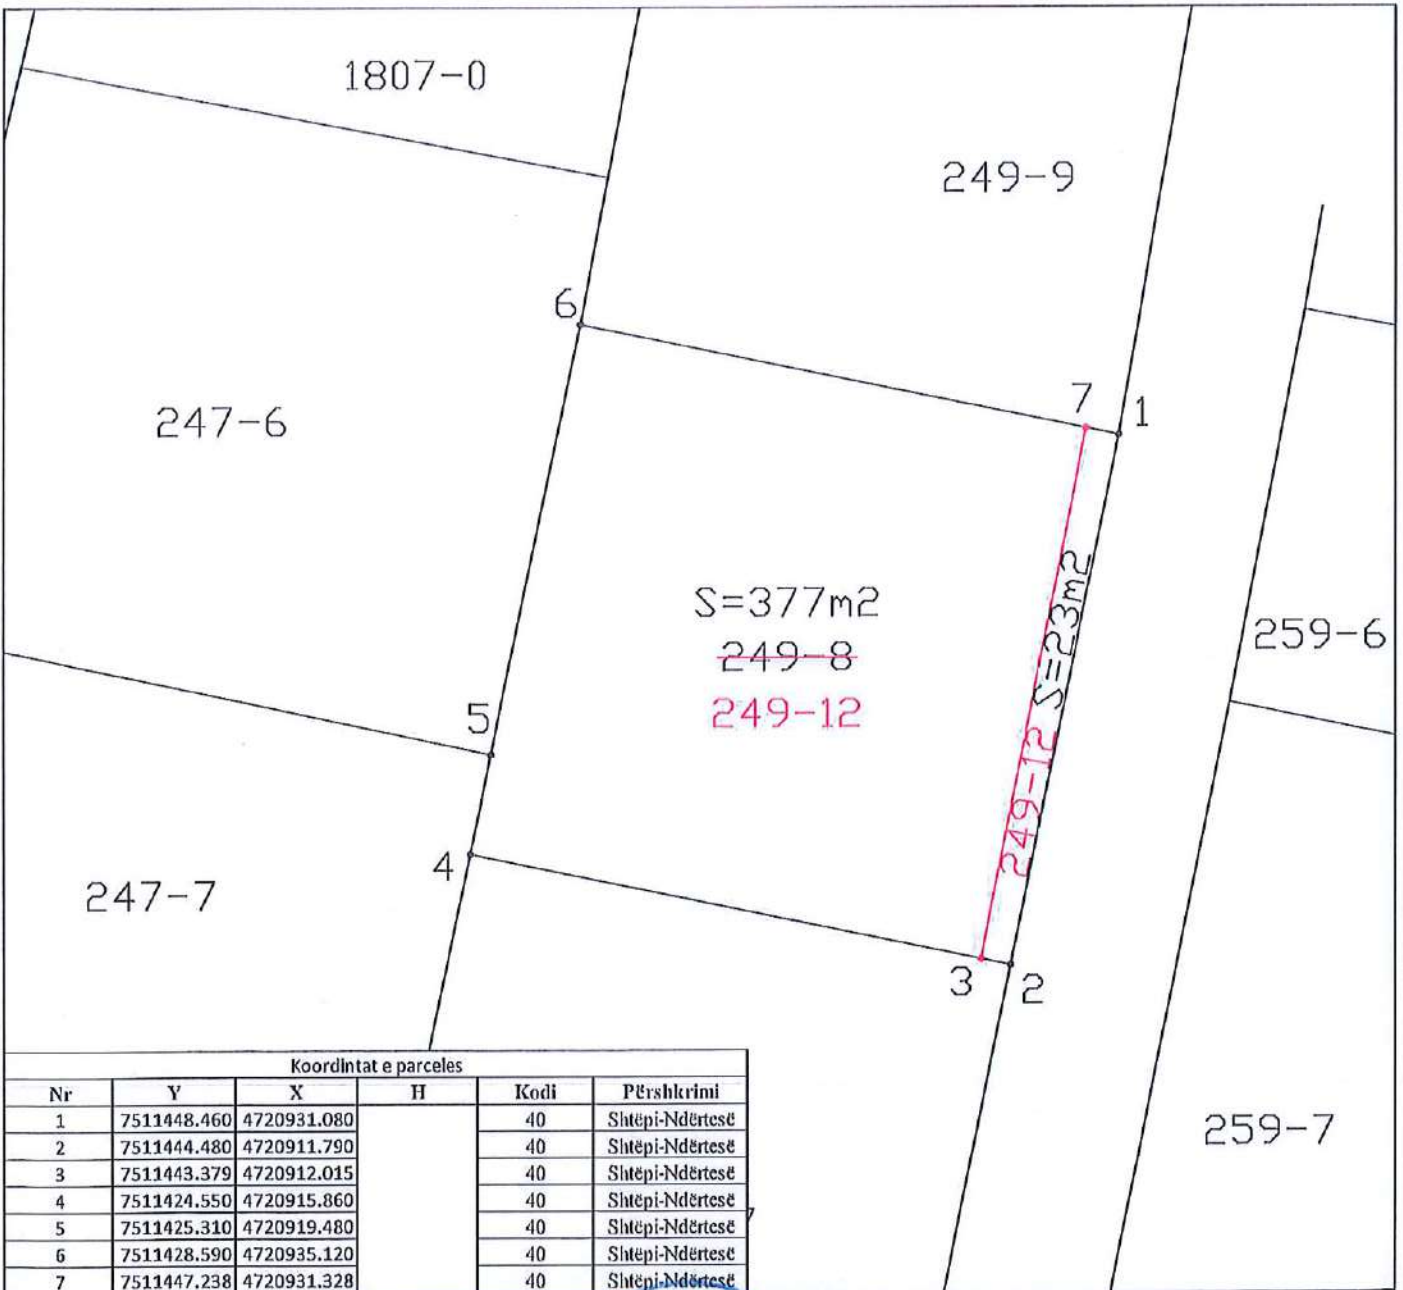 1807-0
249-9
6
7
1
247-6
S=377m2
249-8
249-12
249-12 S=23m2
259-6
5
4
247-7
3
2
259-7
Koordintat e parceles
Nr Y X H Kodi Përshkrimi
1 7511448.460 4720931.080 40 Shtëpi-Ndërtesë
2 7511444.480 4720911.790 40 Shtëpi-Ndërtesë
3 7511443.379 4720912.015 40 Shtëpi-Ndërtesë
4 7511424.550 4720915.860 40 Shtëpi-Ndërtesë
5 7511425.310 4720919.480 40 Shtëpi-Ndërtesë
6 7511428.590 4720935.120 40 Shtëpi-Ndërtesë
7 7511447.238 4720931.328 40 Shtëpi-Ndërtesë